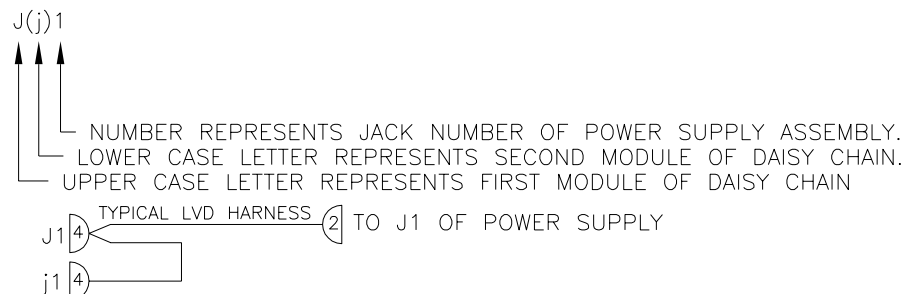 J(j)1
NUMBER REPRESENTS JACK NUMBER OF POWER SUPPLY ASSEMBLY.
LOWER CASE LETTER REPRESENTS SECOND MODULE OF DAISY CHAIN.
UPPER CASE LETTER REPRESENTS FIRST MODULE OF DAISY CHAIN
TYPICAL LVD HARNESS
J1 4
2 TO J1 OF POWER SUPPLY
j1 4